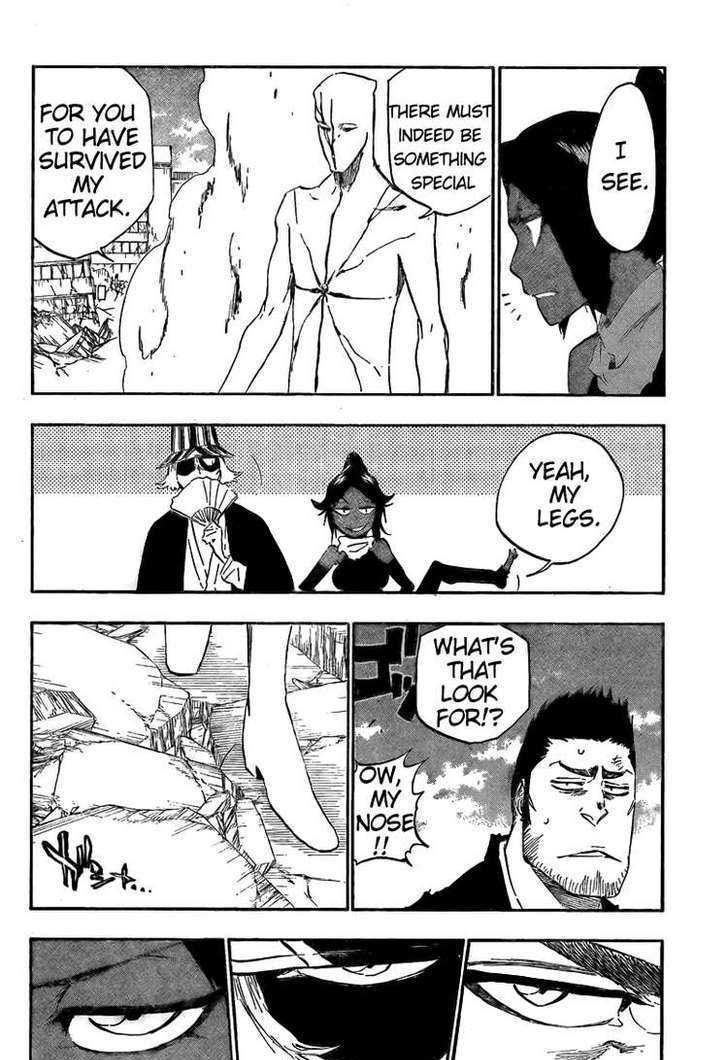 I
SEE.
THERE MUST
INDEED BE
SOMETHING
SPECIAL
FOR YOU
TO HAVE
SURVIVED
MY
ATTACK.
YEAH,
MY
LEGS.
WHAT'S
THAT
LOOK
FOR!?
OW,
MY
NOSE
!!